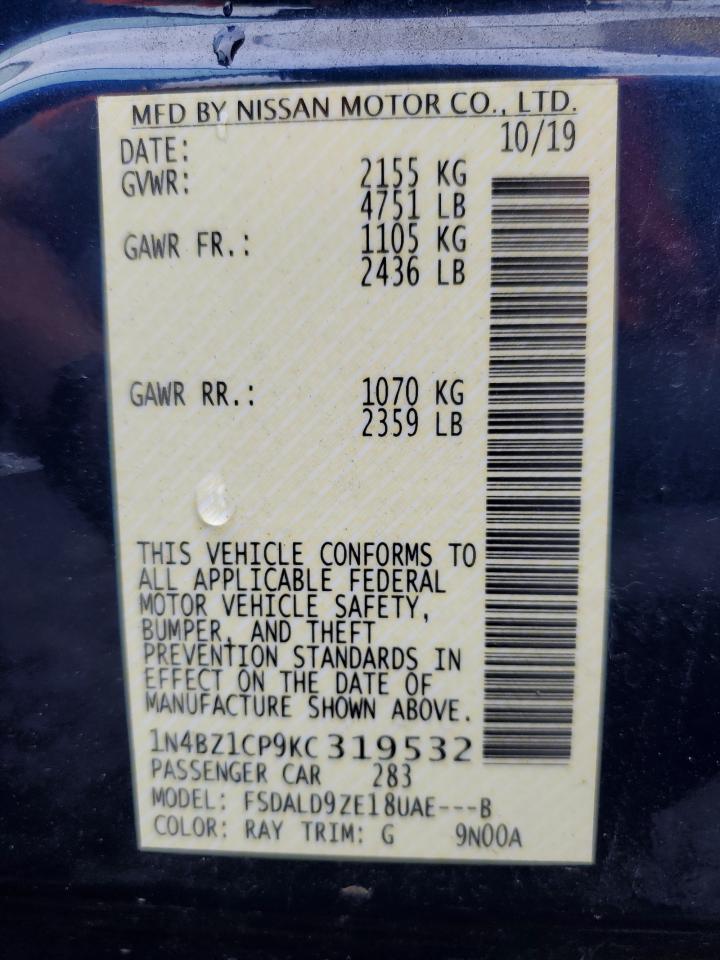 MFD BY NISSAN MOTOR CO., LTD.
DATE: 10/19
GVWR: 2155 KG
4751 LB
GAWR FR.: 1105 KG
2436 LB
GAWR RR.: 1070 KG
2359 LB
THIS VEHICLE CONFORMS TO
ALL APPLICABLE FEDERAL
MOTOR VEHICLE SAFETY,
BUMPER, AND THEFT
PREVENTION STANDARDS IN
EFFECT ON THE DATE OF
MANUFACTURE SHOWN ABOVE.
1N4BZ1CP9KC319532
PASSENGER CAR 283
MODEL: FSDALD9ZE18UAE---B
COLOR: RAY TRIM: G 9N00A